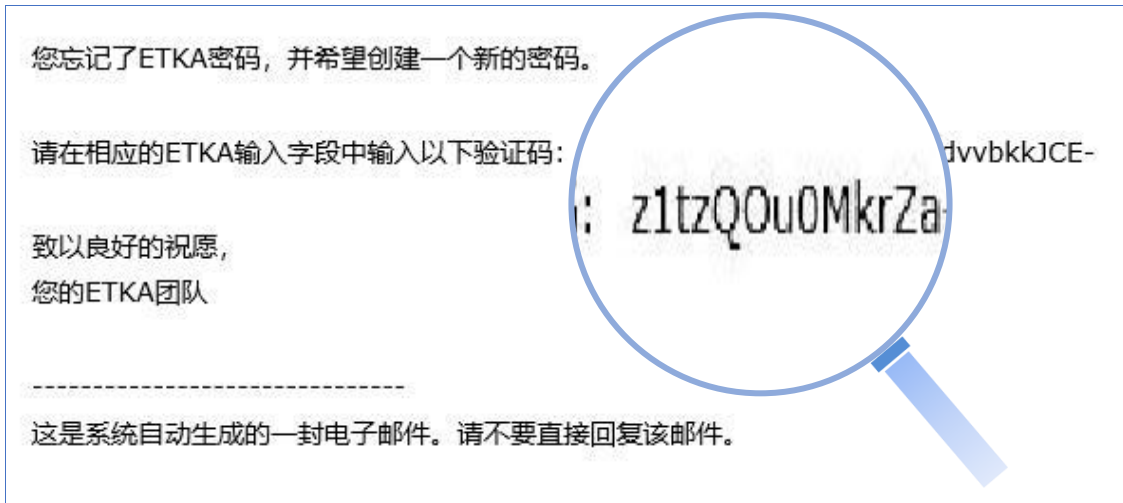 您忘记了ETKA密码，并希望创建一个新的密码。
请在相应的ETKA输入字段中输入以下验证码： dvvbkkJCE-
: z1tzQOu0MkrZa-
致以良好的祝愿，
您的ETKA团队
-------------------------------
这是系统自动生成的一封电子邮件。请不要直接回复该邮件。